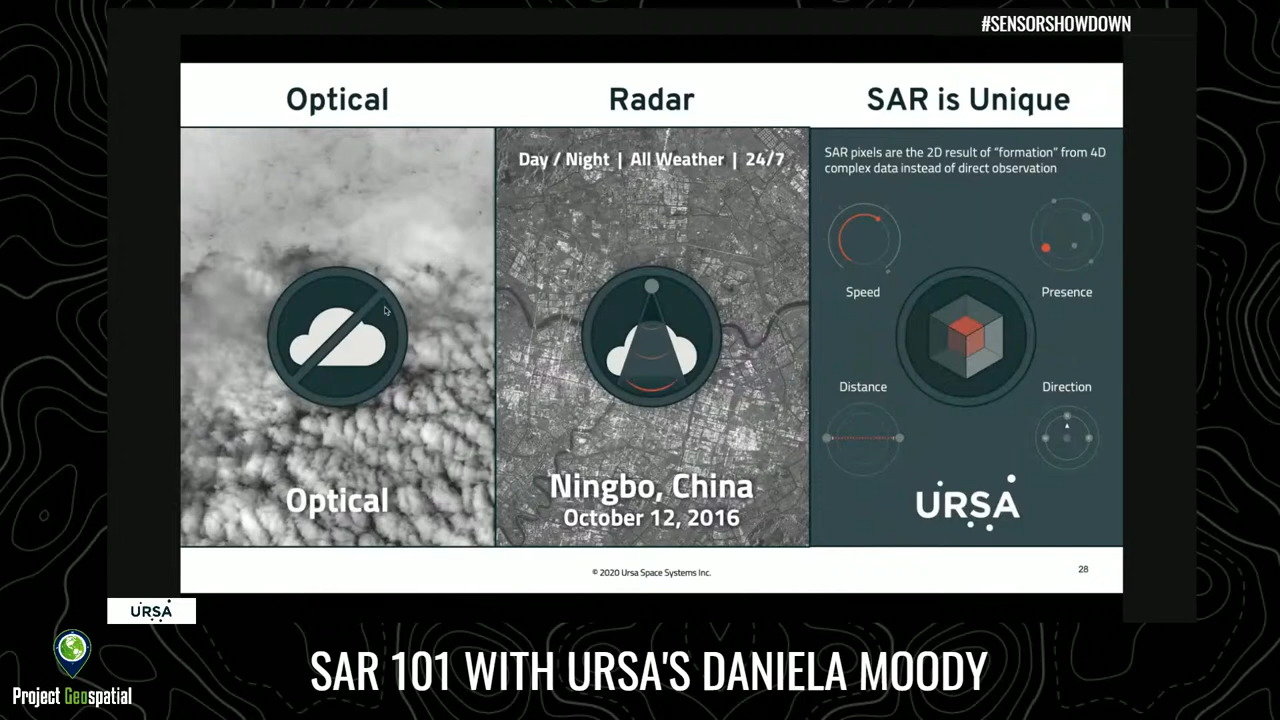 #SENSORSHOWDOWN
Optical
Radar
SAR is Unique
Day / Night | All Weather | 24/7
SAR pixels are the 2D result of “formation” from 4D
complex data instead of direct observation
Speed
Presence
Distance
Direction
Optical
Ningbo, China
October 12, 2016
URSA
© 2020 Ursa Space Systems Inc.
28
URSA
Project Geospatial
SAR 101 WITH URSA'S DANIELA MOODY